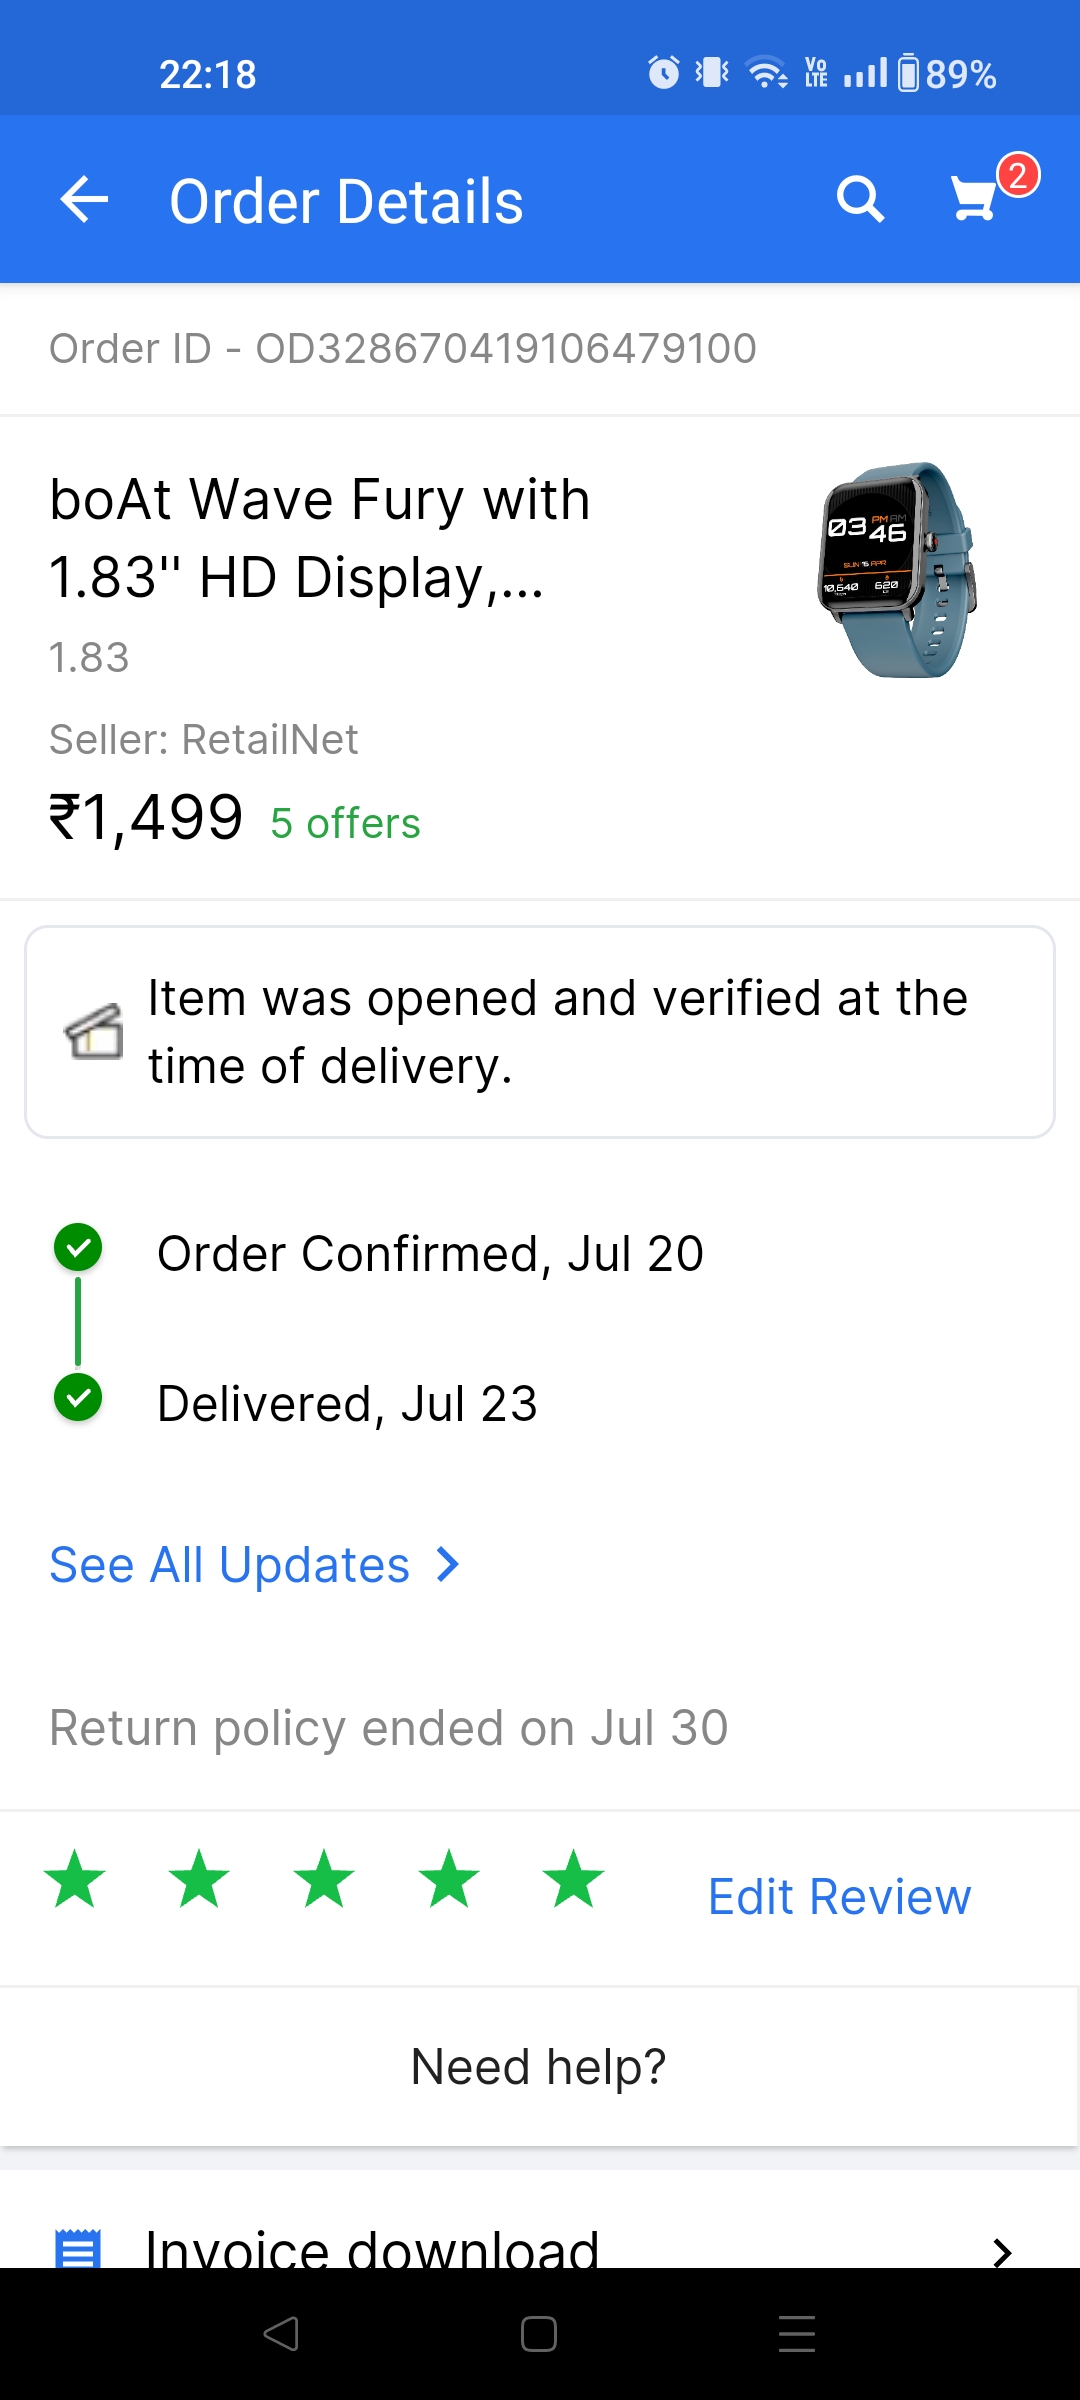 22:18
VoLTE
89%
Order Details
2
Order ID - OD328670419106479100
boAt Wave Fury with
1.83" HD Display,...
03 PM AM
46
SUN 16 APR
10,640 620
1.83
Seller: RetailNet
₹1,499 5 offers
Item was opened and verified at the
time of delivery.
Order Confirmed, Jul 20
Delivered, Jul 23
See All Updates
Return policy ended on Jul 30
Edit Review
Need help?
Invoice download